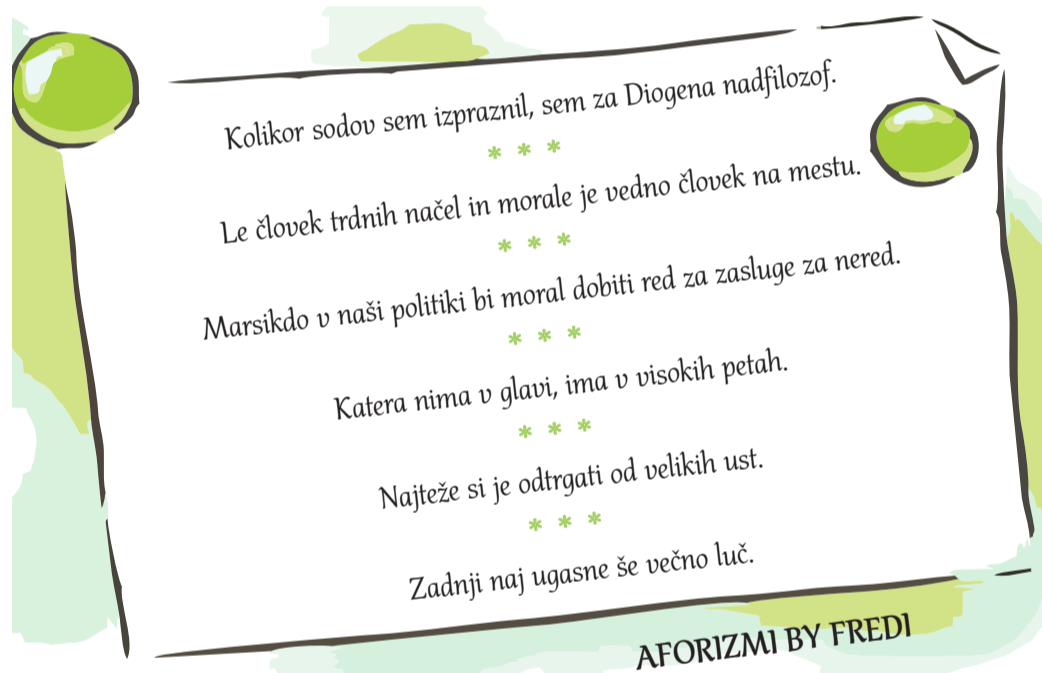 Kolikor sodov sem izpraznil, sem za Diogena nadfilozof.
* * *
Le človek trdnih načel in morale je vedno človek na mestu.
* * *
Marsikdo v naši politiki bi moral dobiti red za zasluge za nered.
* * *
Katera nima v glavi, ima v visokih petah.
* * *
Najteže si je odtrgati od velikih ust.
* * *
Zadnji naj ugasne še večno luč.
AFORIZMI BY FREDI